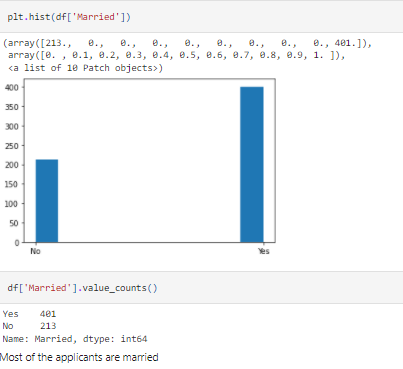 plt.hist(df['Married'])
(array([213., 0., 0., 0., 0., 0., 0., 0., 0., 401.]),
array([0. , 0.1, 0.2, 0.3, 0.4, 0.5, 0.6, 0.7, 0.8, 0.9, 1. ]),
<a list of 10 Patch objects>)
400
350
300
250
200
150
100
50
0
No Yes
df['Married'].value_counts()
Yes 401
No 213
Name: Married, dtype: int64
Most of the applicants are married